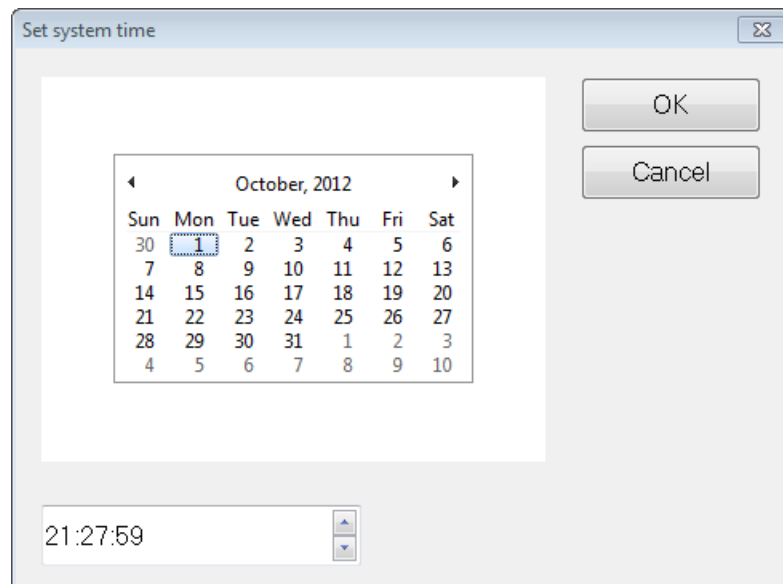 Set system time
OK
Cancel
October, 2012
Sun Mon Tue Wed Thu Fri Sat
30 1 2 3 4 5 6
7 8 9 10 11 12 13
14 15 16 17 18 19 20
21 22 23 24 25 26 27
28 29 30 31 1 2 3
4 5 6 7 8 9 10
21:27:59